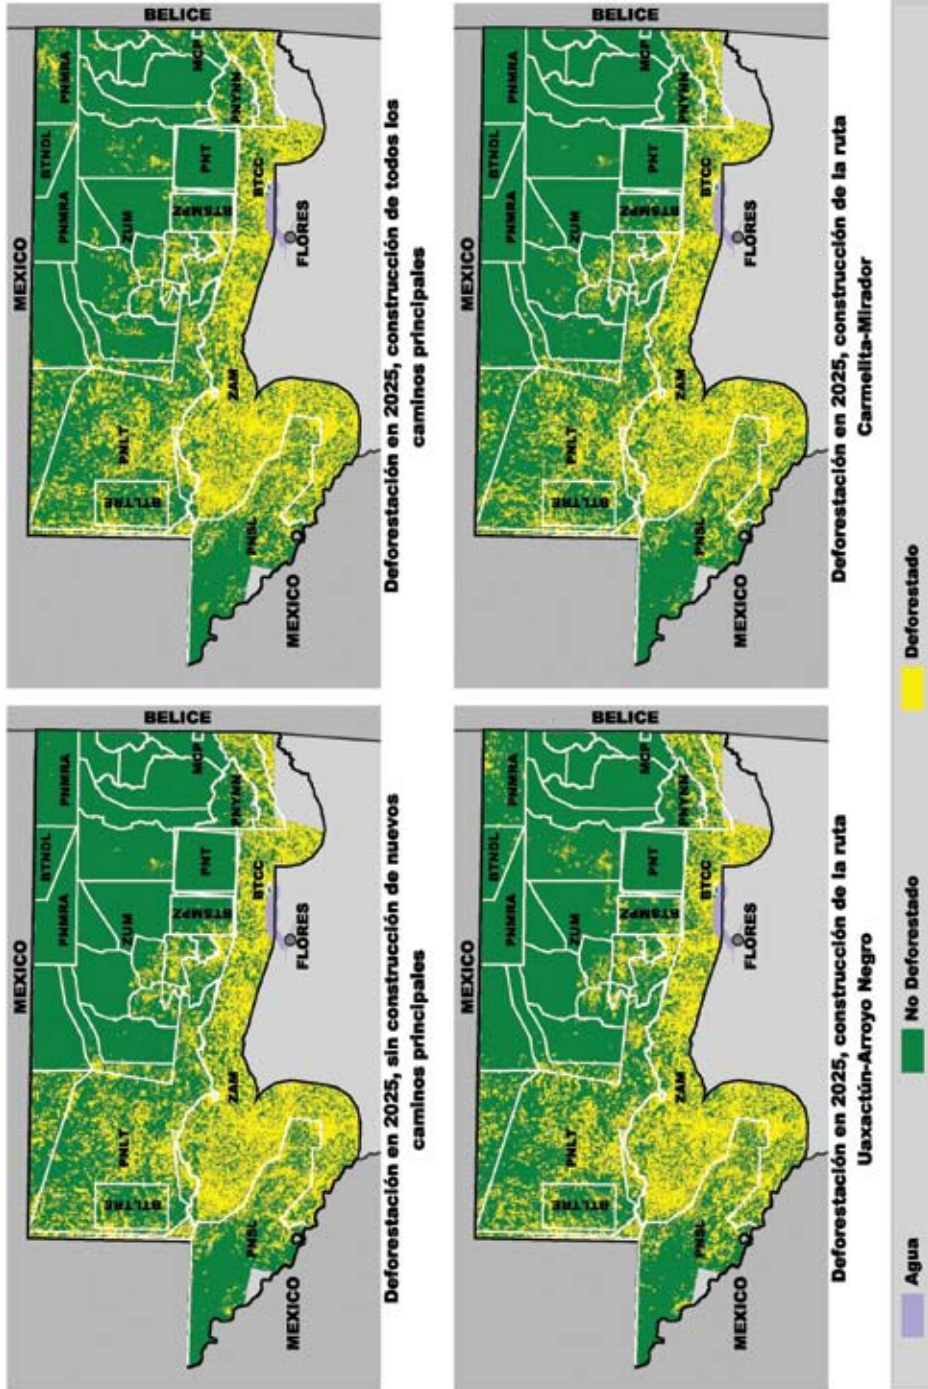 MEXICO
BELICE
PNMRA
BTNDL
PNMRA
ZUM
PNLT
BTLTRE
PNT
MCP
BTSMPZ
PNYNN
BTCC
ZAM
PNSL
FLORES
MEXICO
Deforestación en 2025, sin construcción de nuevos
caminos principales
MEXICO
BELICE
PNMRA
BTNDL
PNMRA
ZUM
PNLT
BTLTRE
PNT
MCP
BTSMPZ
PNYNN
BTCC
ZAM
PNSL
FLORES
MEXICO
Deforestación en 2025, construcción de todos los
caminos principales
MEXICO
BELICE
PNMRA
BTNDL
PNMRA
ZUM
PNLT
BTLTRE
PNT
MCP
BTSMPZ
PNYNN
BTCC
ZAM
PNSL
FLORES
MEXICO
Deforestación en 2025, construcción de la ruta
Uaxactún-Arroyo Negro
MEXICO
BELICE
PNMRA
BTNDL
PNMRA
ZUM
PNLT
BTLTRE
PNT
MCP
BTSMPZ
PNYNN
BTCC
ZAM
PNSL
FLORES
MEXICO
Deforestación en 2025, construcción de la ruta
Carmelita-Mirador
Agua
No Deforestado
Deforestado